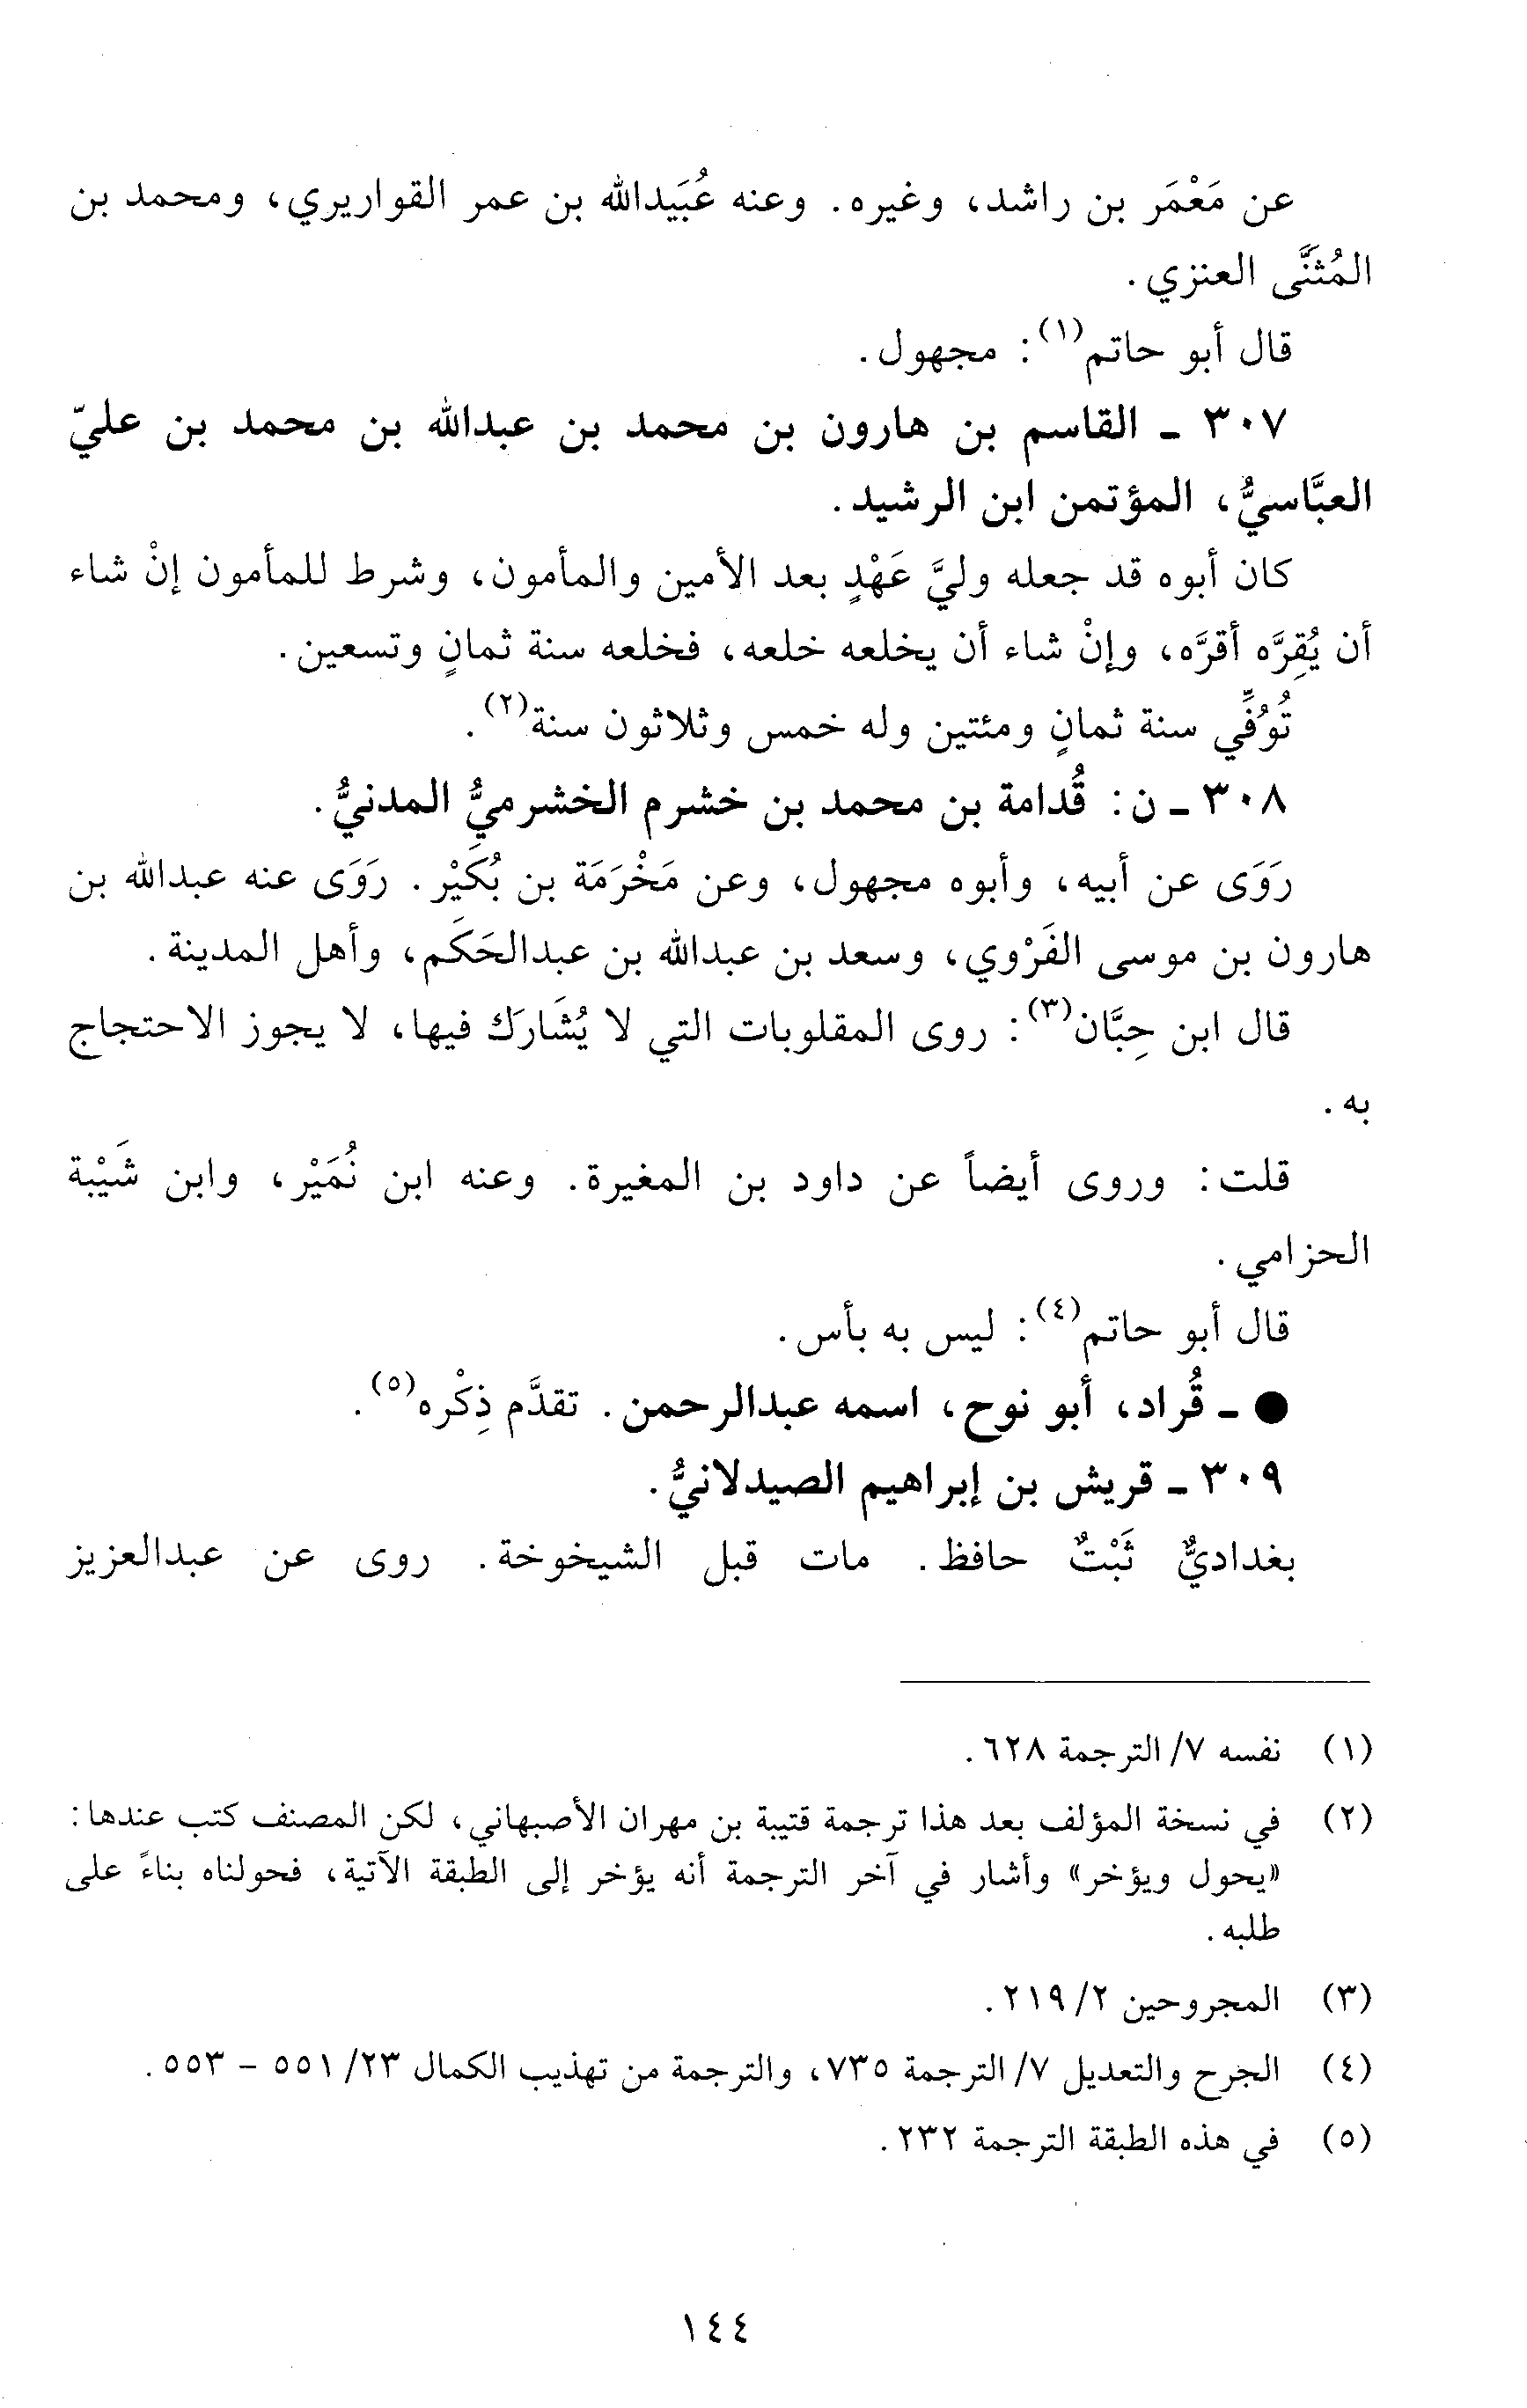 عن مَعْمَر بن راشد، وغيره. وعنه عُبَيدالله بن عمر القواريري، ومحمد بن
المُثنَّى العنزي.
قال أبو حاتم(١): مجهول.
٣٠٧ - القاسم بن هارون بن محمد بن عبدالله بن محمد بن عليّ
العبَّاسيُّ، المؤتمن ابن الرشيد.
كان أبوه قد جعله وليَّ عَهْدٍ بعد الأمين والمأمون، وشرط للمأمون إنْ شاء
أن يُقِرَّه أقرَّه، وإنْ شاء أن يخلعه خلعه، فخلعه سنة ثمانٍ وتسعين.
تُوُفِّي سنة ثمانٍ ومئتين وله خمس وثلاثون سنة(٢).
٣٠٨ - ن: قُدامة بن محمد بن خشرم الخشرميُّ المدنيُّ.
رَوَى عن أبيه، وأبوه مجهول، وعن مَخْرَمَة بن بُكَيْر. رَوَى عنه عبدالله بن
هارون بن موسى الفَرْوي، وسعد بن عبدالله بن عبدالحَكَم، وأهل المدينة.
قال ابن حِبَّان(٣): روى المقلوبات التي لا يُشَارَك فيها، لا يجوز الاحتجاج
به.
قلت: وروى أيضاً عن داود بن المغيرة. وعنه ابن نُمَيْر، وابن شَيْبة
الحزامي.
قال أبو حاتم(٤): ليس به بأس.
● - قُراد، أبو نوح، اسمه عبدالرحمن. تقدَّم ذِكْره(٥).
٣٠٩ - قريش بن إبراهيم الصيدلانيُّ.
بغداديٌّ ثَبْتٌ حافظ. مات قبل الشيخوخة. روى عن عبدالعزيز
(١) نفسه ٧/ الترجمة ٦٢٨.
(٢) في نسخة المؤلف بعد هذا ترجمة قتيبة بن مهران الأصبهاني، لكن المصنف كتب عندها:
«يحول ويؤخر» وأشار في آخر الترجمة أنه يؤخر إلى الطبقة الآتية، فحولناه بناءً على
طلبه.
(٣) المجروحين ٢/ ٢١٩.
(٤) الجرح والتعديل ٧/ الترجمة ٧٣٥، والترجمة من تهذيب الكمال ٢٣/ ٥٥١ - ٥٥٣.
(٥) في هذه الطبقة الترجمة ٢٣٢.
١٤٤